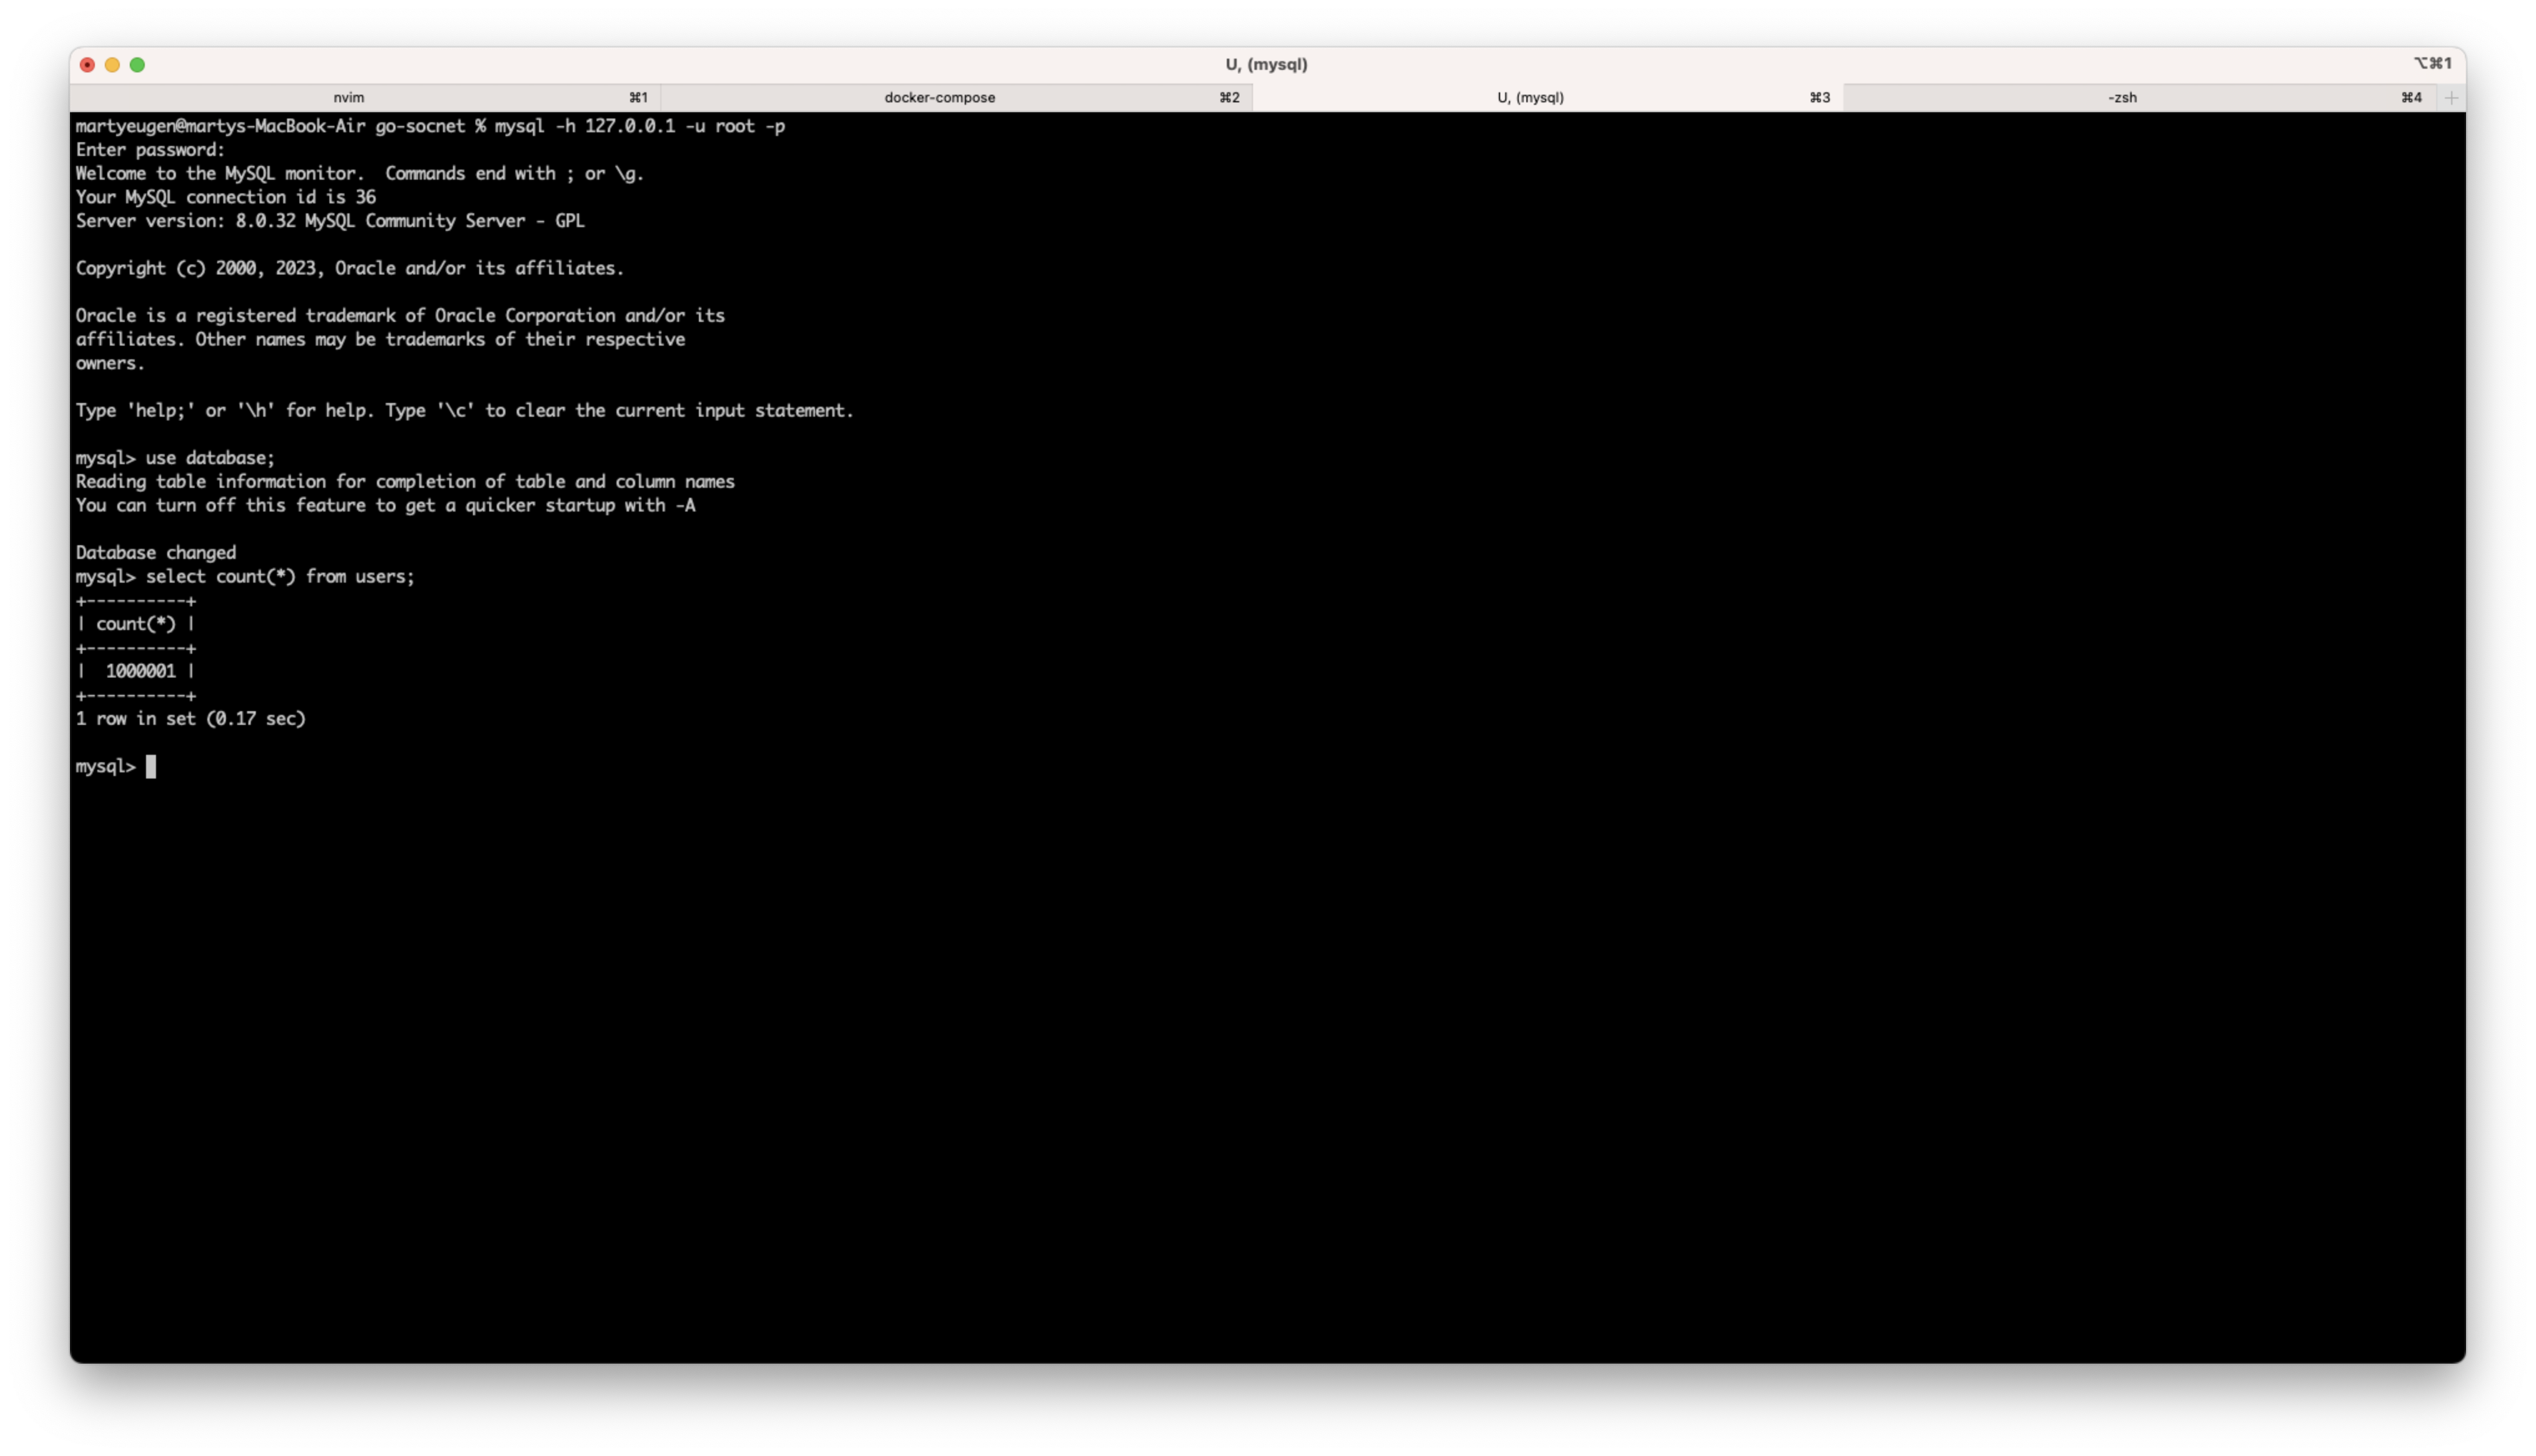 U, (mysql)
⌥⌘1
nvim ⌘1 docker-compose ⌘2 U, (mysql) ⌘3 -zsh ⌘4 +
martyeugen@martys-MacBook-Air go-socnet % mysql -h 127.0.0.1 -u root -p
Enter password:
Welcome to the MySQL monitor.  Commands end with ; or \g.
Your MySQL connection id is 36
Server version: 8.0.32 MySQL Community Server - GPL
Copyright (c) 2000, 2023, Oracle and/or its affiliates.
Oracle is a registered trademark of Oracle Corporation and/or its
affiliates. Other names may be trademarks of their respective
owners.
Type 'help;' or '\h' for help. Type '\c' to clear the current input statement.
mysql> use database;
Reading table information for completion of table and column names
You can turn off this feature to get a quicker startup with -A
Database changed
mysql> select count(*) from users;
+----------+
| count(*) |
+----------+
|  1000001 |
+----------+
1 row in set (0.17 sec)
mysql>